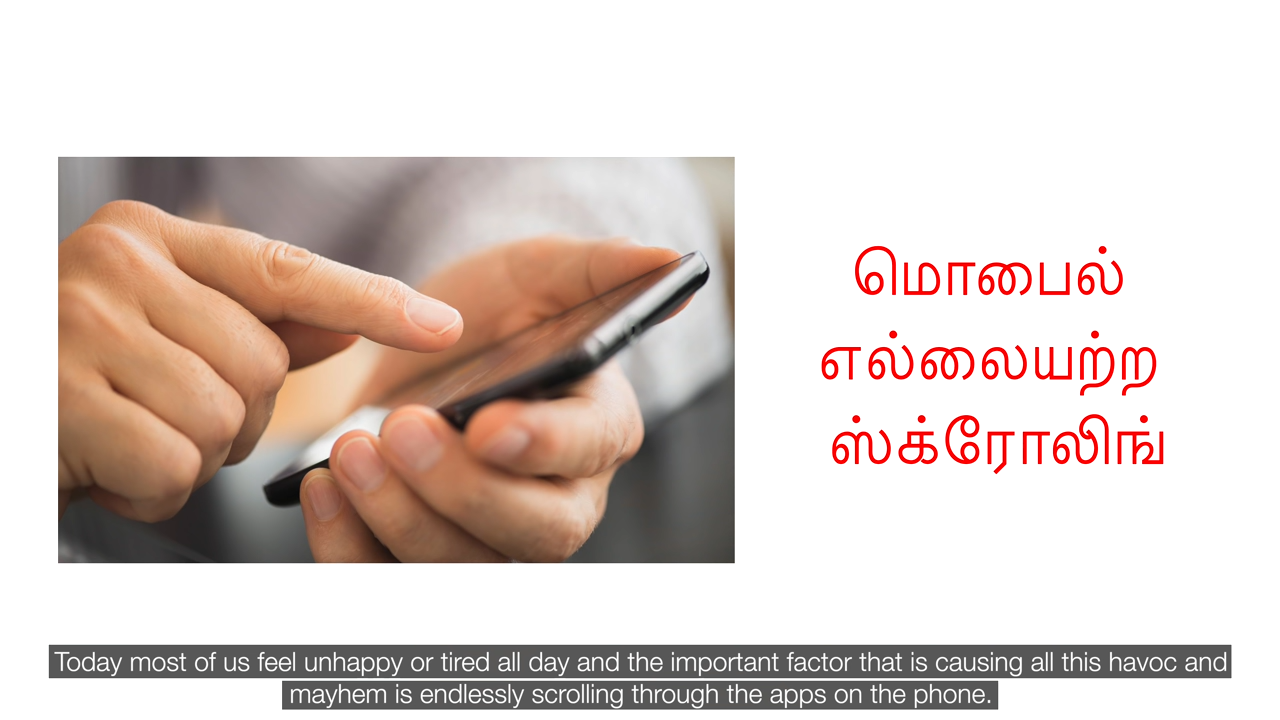 மொபைல்
எல்லையற்ற
ஸ்க்ரோலிங்
Today most of us feel unhappy or tired all day and the important factor that is causing all this havoc and
mayhem is endlessly scrolling through the apps on the phone.